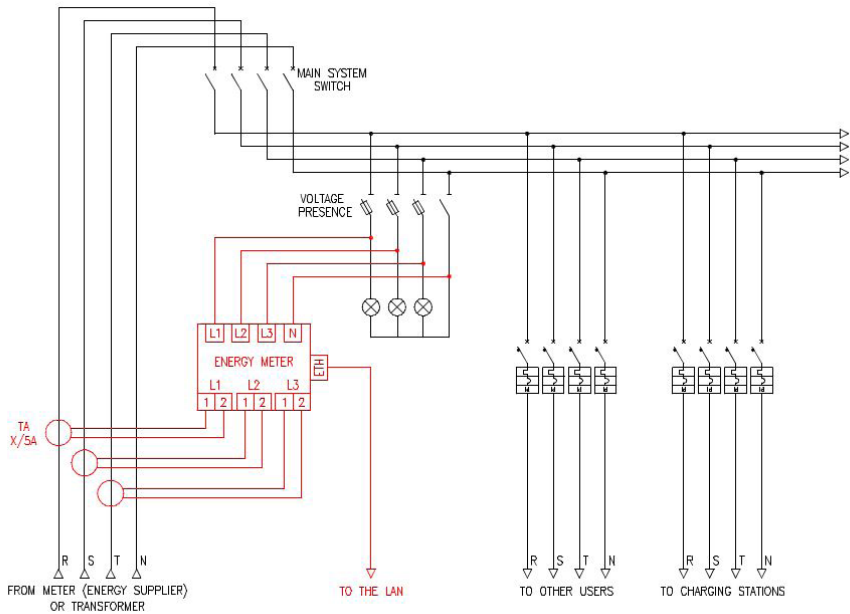 MAIN SYSTEM
SWITCH
VOLTAGE
PRESENCE
L1 L2 L3 N
ENERGY METER
ETH
L1 L2 L3
1 2 1 2 1 2
TA
X/5A
R S T N
FROM METER (ENERGY SUPPLIER)
OR TRANSFORMER
TO THE LAN
R S T N
TO OTHER USERS
R S T N
TO CHARGING STATIONS